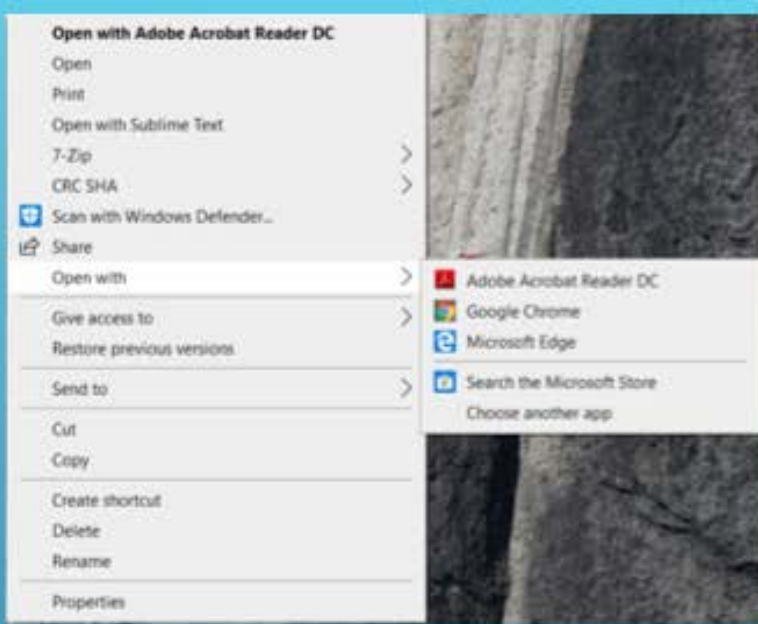 Open with Adobe Acrobat Reader DC
Open
Print
Open with Sublime Text
7-Zip
CRC SHA
Scan with Windows Defender...
Share
Open with
Give access to
Restore previous versions
Send to
Cut
Copy
Create shortcut
Delete
Rename
Properties
Adobe Acrobat Reader DC
Google Chrome
Microsoft Edge
Search the Microsoft Store
Choose another app